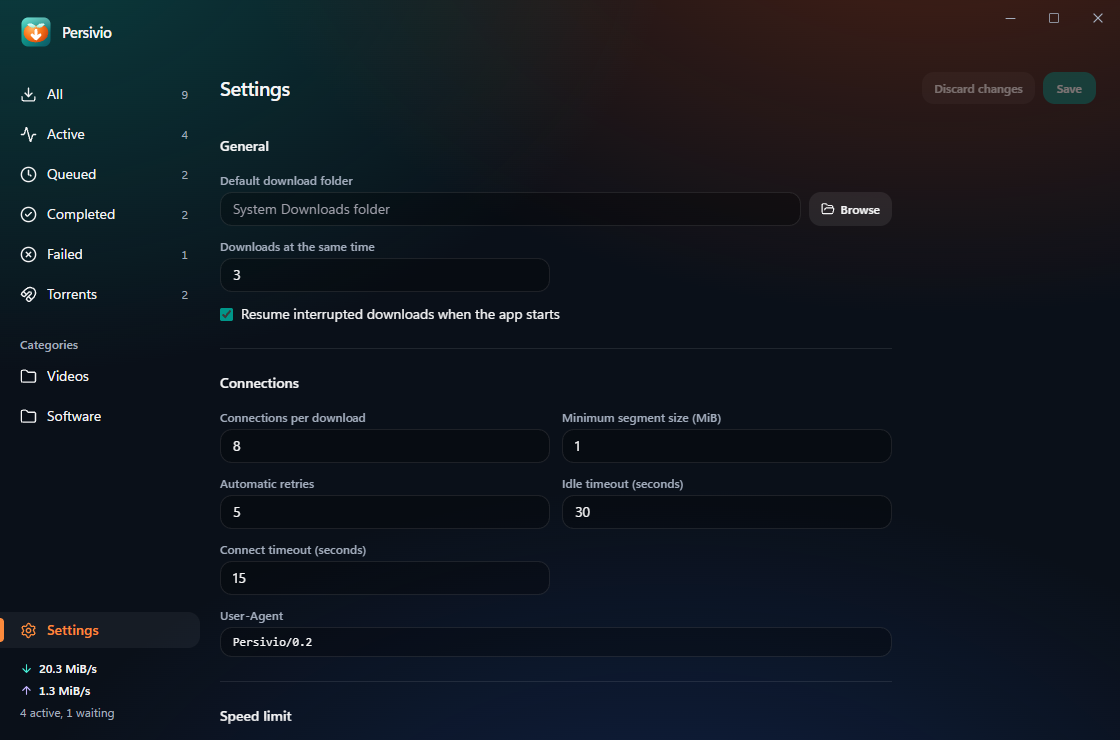 Persivio
All 9
Active 4
Queued 2
Completed 2
Failed 1
Torrents 2
Categories
Videos
Software
Settings
20.3 MiB/s
1.3 MiB/s
4 active, 1 waiting
Settings
Discard changes
Save
General
Default download folder
System Downloads folder
Browse
Downloads at the same time
3
Resume interrupted downloads when the app starts
Connections
Connections per download
8
Minimum segment size (MiB)
1
Automatic retries
5
Idle timeout (seconds)
30
Connect timeout (seconds)
15
User-Agent
Persivio/0.2
Speed limit